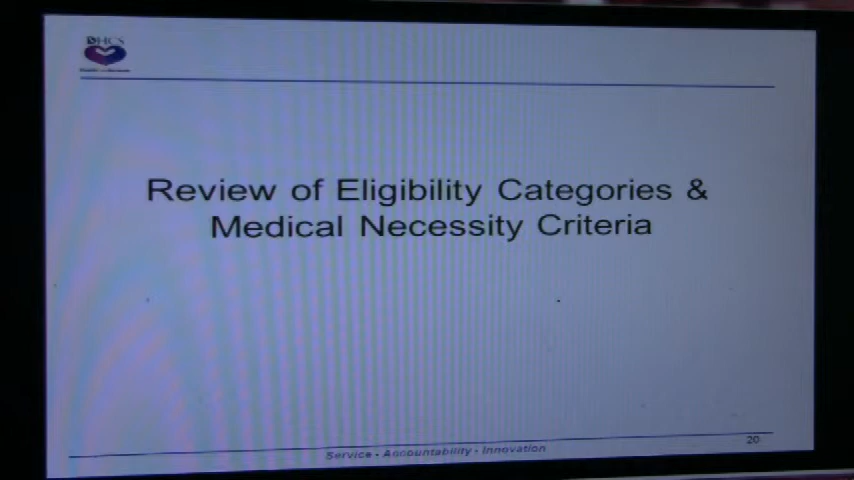 DHCS
Review of Eligibility Categories &
Medical Necessity Criteria
Service - Accountability - Innovation
20